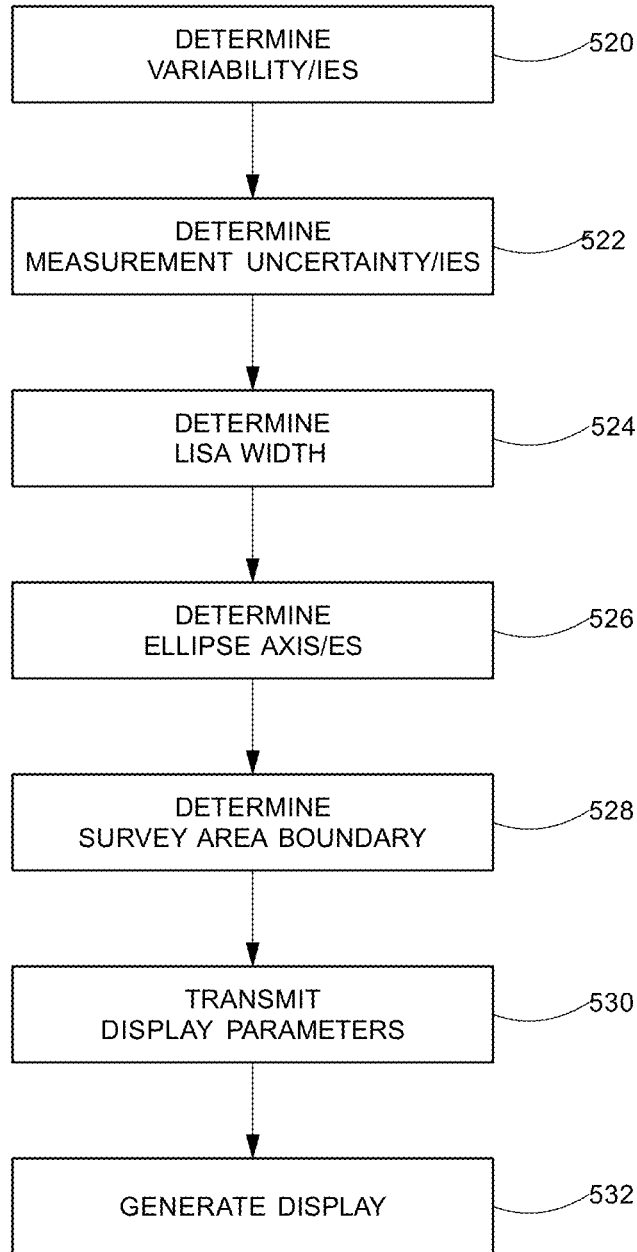 DETERMINE
VARIABILITY/IES
520
DETERMINE
MEASUREMENT UNCERTAINTY/IES
522
DETERMINE
LISA WIDTH
524
DETERMINE
ELLIPSE AXIS/ES
526
DETERMINE
SURVEY AREA BOUNDARY
528
TRANSMIT
DISPLAY PARAMETERS
530
GENERATE DISPLAY
532